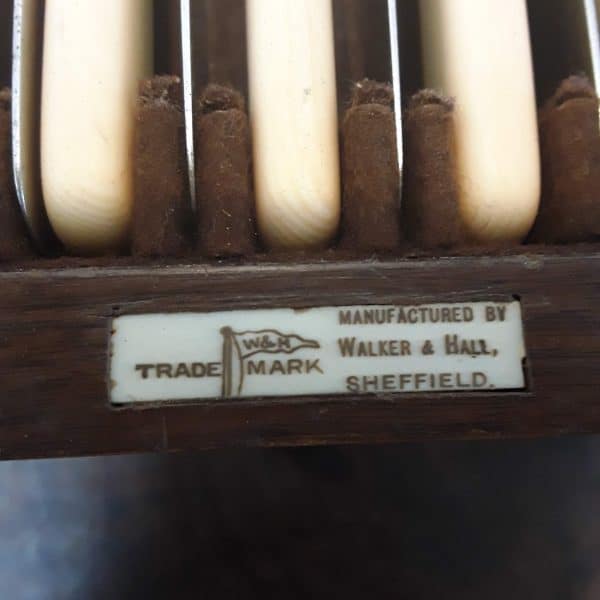 W&H
TRADE MARK
MANUFACTURED BY
WALKER & HALL,
SHEFFIELD.